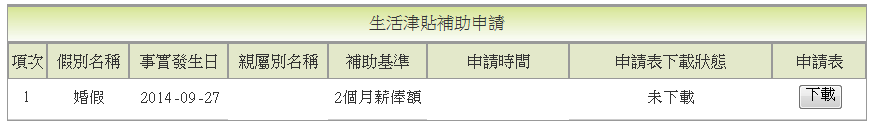 生活津貼補助申請
項次 假別名稱 事實發生日 親屬別名稱 補助基準 申請時間 申請表下載狀態 申請表
1 婚假 2014-09-27 2個月薪俸額 未下載 下載